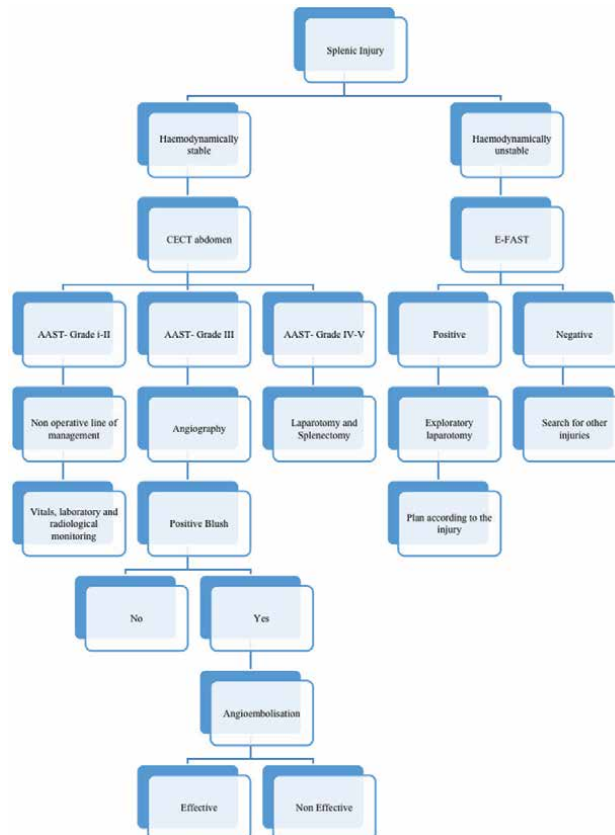 Splenic Injury
Haemodynamically
stable
Haemodynamically
unstable
CECT abdomen
E-FAST
AAST- Grade i-II
AAST- Grade III
AAST- Grade IV-V
Positive
Negative
Non operative line of
management
Angiography
Laparotomy and
Splenectomy
Exploratory
laparotomy
Search for other
injuries
Vitals, laboratory and
radiological
monitoring
Positive Blush
Plan according to the
injury
No
Yes
Angioembolisation
Effective
Non Effective